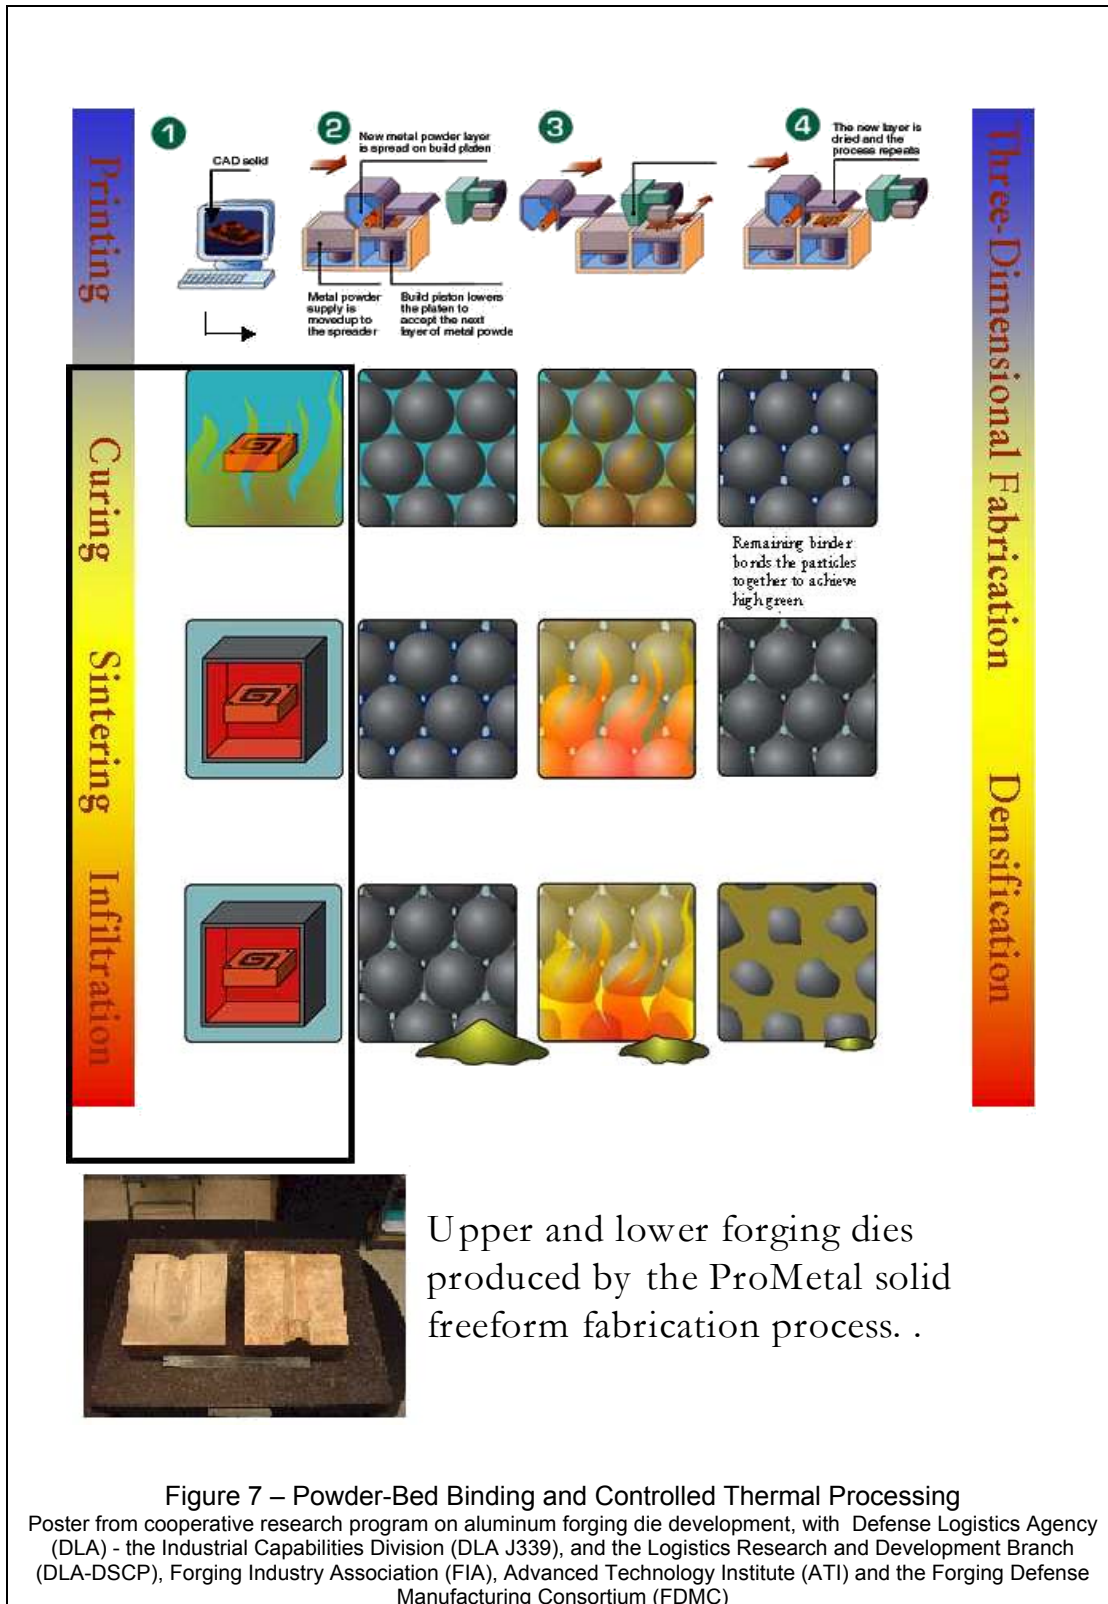 Printing
Curing
Sintering
Infiltration
1
CAD solid
2
New metal powder layer
is spread on build platen
Metal powder
supply is
movedup to
the spreader
Build piston lowers
the platen to
accept the next
layer of metal powde
3
4
The new layer is
dried and the
process repeats
Remaining binder
bonds the particles
together to achieve
high green
Three-Dimensional Fabrication
Densification
Upper and lower forging dies
produced by the ProMetal solid
freeform fabrication process. .
Figure 7 – Powder-Bed Binding and Controlled Thermal Processing
Poster from cooperative research program on aluminum forging die development, with Defense Logistics Agency
(DLA) - the Industrial Capabilities Division (DLA J339), and the Logistics Research and Development Branch
(DLA-DSCP), Forging Industry Association (FIA), Advanced Technology Institute (ATI) and the Forging Defense
Manufacturing Consortium (FDMC)